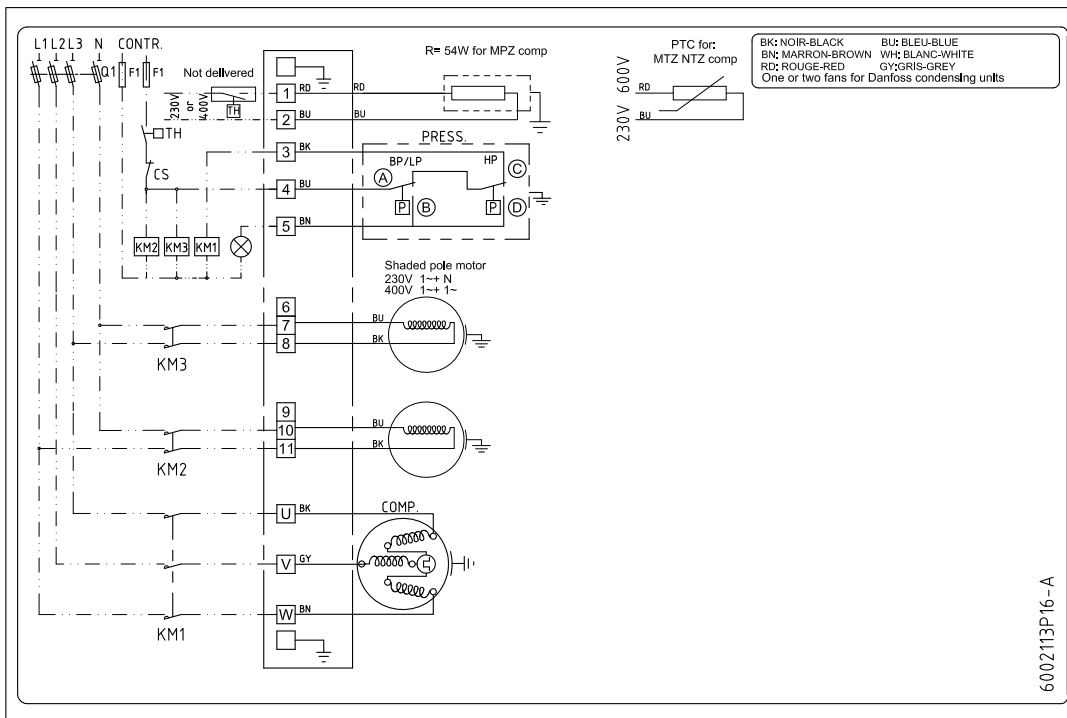 L1 L2 L3 N CONTR.
Q1 F1 F1
Not delivered
230V or 400V
TH
TH
CS
KM2 KM3 KM1
1 RD RD
2 BU BU
3 BK
4 BU
5 BN
R= 54W for MPZ comp
PRESS.
BP/LP HP
A C
P B P D
PTC for:
MTZ NTZ comp
230V 600V
RD
BU
BK: NOIR-BLACK BU: BLEU-BLUE
BN: MARRON-BROWN WH: BLANC-WHITE
RD: ROUGE-RED GY:GRIS-GREY
One or two fans for Danfoss condensing units
Shaded pole motor
230V 1~+ N
400V 1~+ 1~
6
7 BU
8 BK
KM3
9
10 BU
11 BK
KM2
COMP.
U BK
V GY
W BN
KM1
6002113P16-A